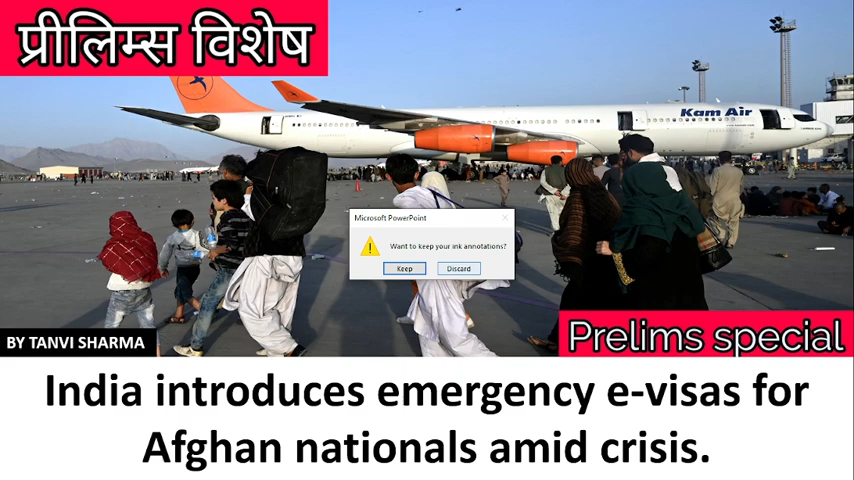 प्रीलिम्स विशेष
Kam Air
Microsoft PowerPoint
Want to keep your ink annotations?
Keep
Discard
BY TANVI SHARMA
Prelims special
India introduces emergency e-visas for
Afghan nationals amid crisis.